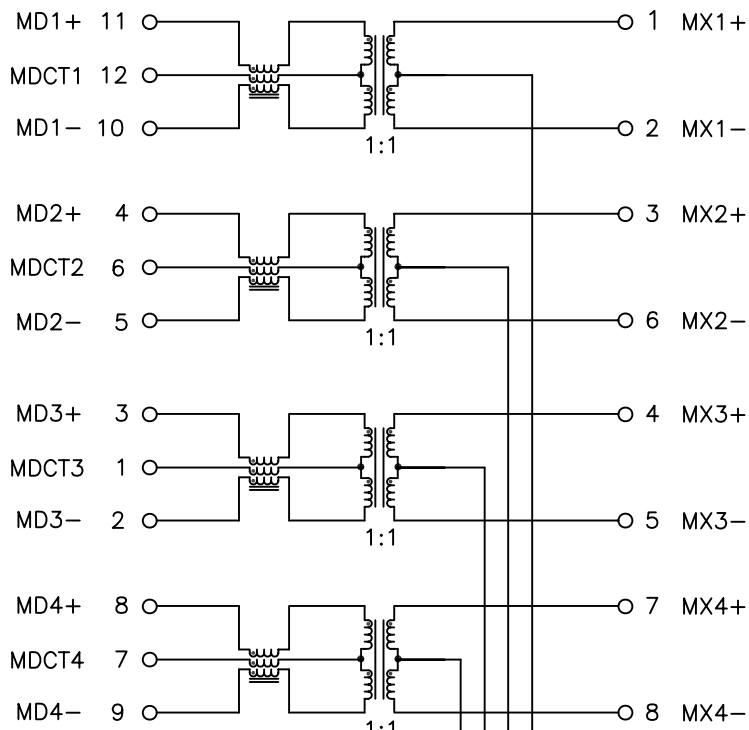 MD1+ 11 1 MX1+
MDCT1 12
MD1- 10 2 MX1-
1:1
MD2+ 4 3 MX2+
MDCT2 6
MD2- 5 6 MX2-
1:1
MD3+ 3 4 MX3+
MDCT3 1
MD3- 2 5 MX3-
1:1
MD4+ 8 7 MX4+
MDCT4 7
MD4- 9 8 MX4-
1:1